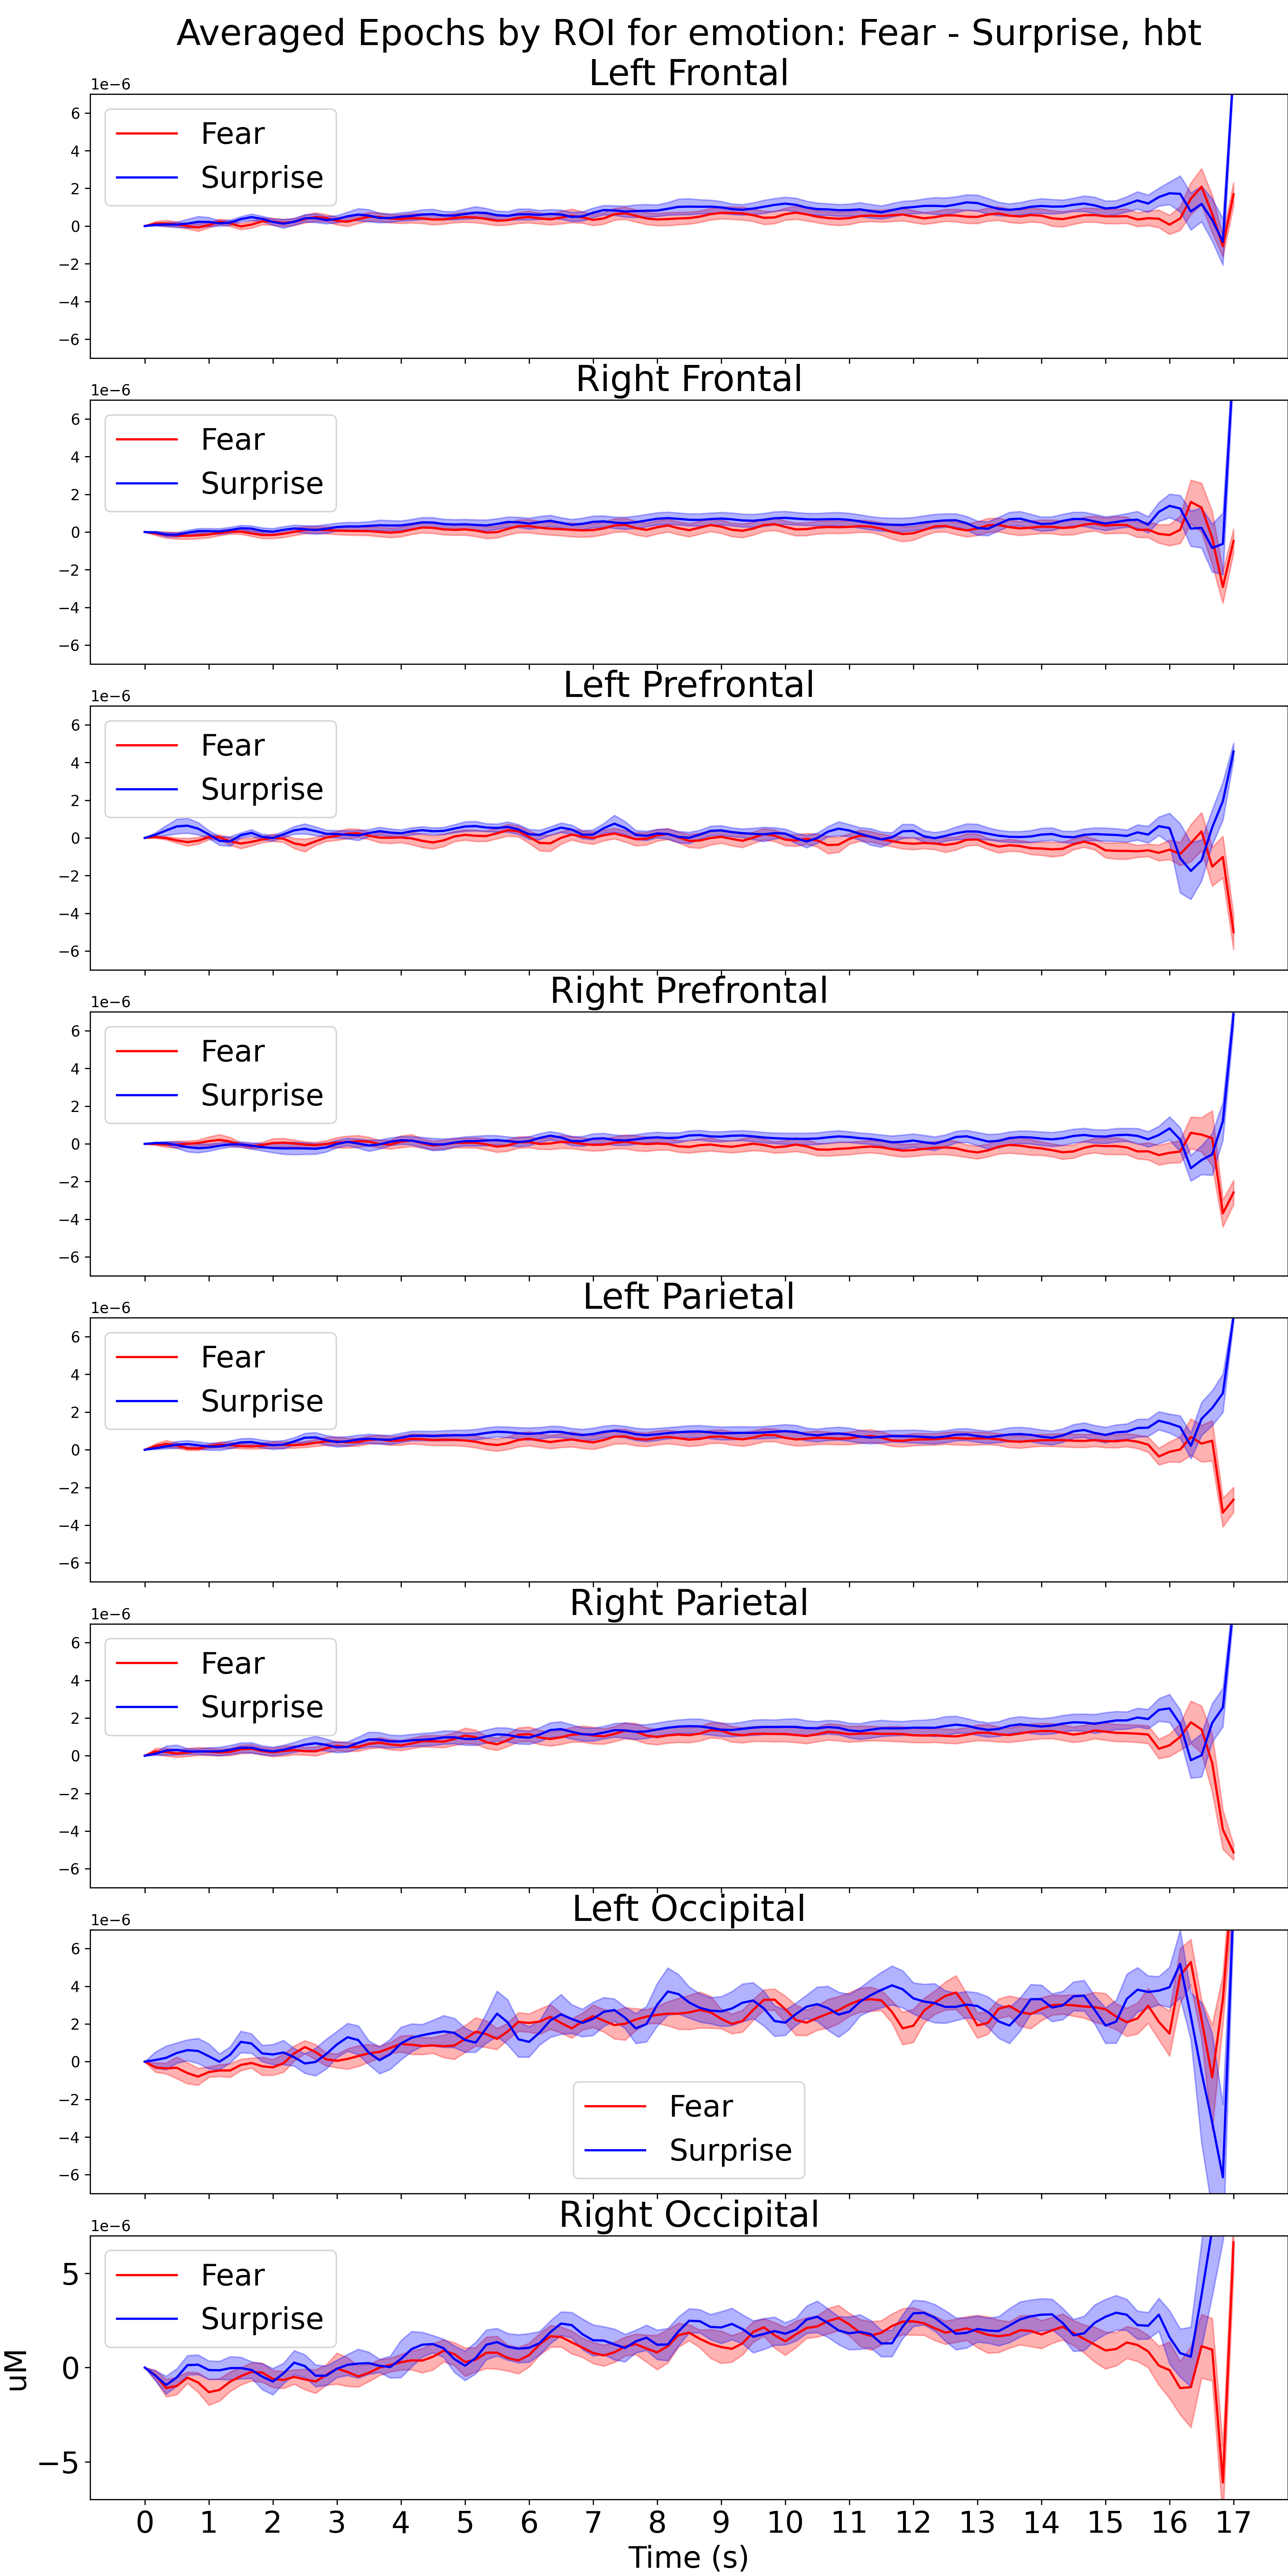 Averaged Epochs by ROI for emotion: Fear - Surprise, hbt
Left Frontal
1e−6
6
4
2
0
−2
−4
−6
Fear
Surprise
Right Frontal
1e−6
6
4
2
0
−2
−4
−6
Fear
Surprise
Left Prefrontal
1e−6
6
4
2
0
−2
−4
−6
Fear
Surprise
Right Prefrontal
1e−6
6
4
2
0
−2
−4
−6
Fear
Surprise
Left Parietal
1e−6
6
4
2
0
−2
−4
−6
Fear
Surprise
Right Parietal
1e−6
6
4
2
0
−2
−4
−6
Fear
Surprise
Left Occipital
1e−6
6
4
2
0
−2
−4
−6
Fear
Surprise
Right Occipital
1e−6
5
0
−5
uM
Fear
Surprise
0 1 2 3 4 5 6 7 8 9 10 11 12 13 14 15 16 17
Time (s)